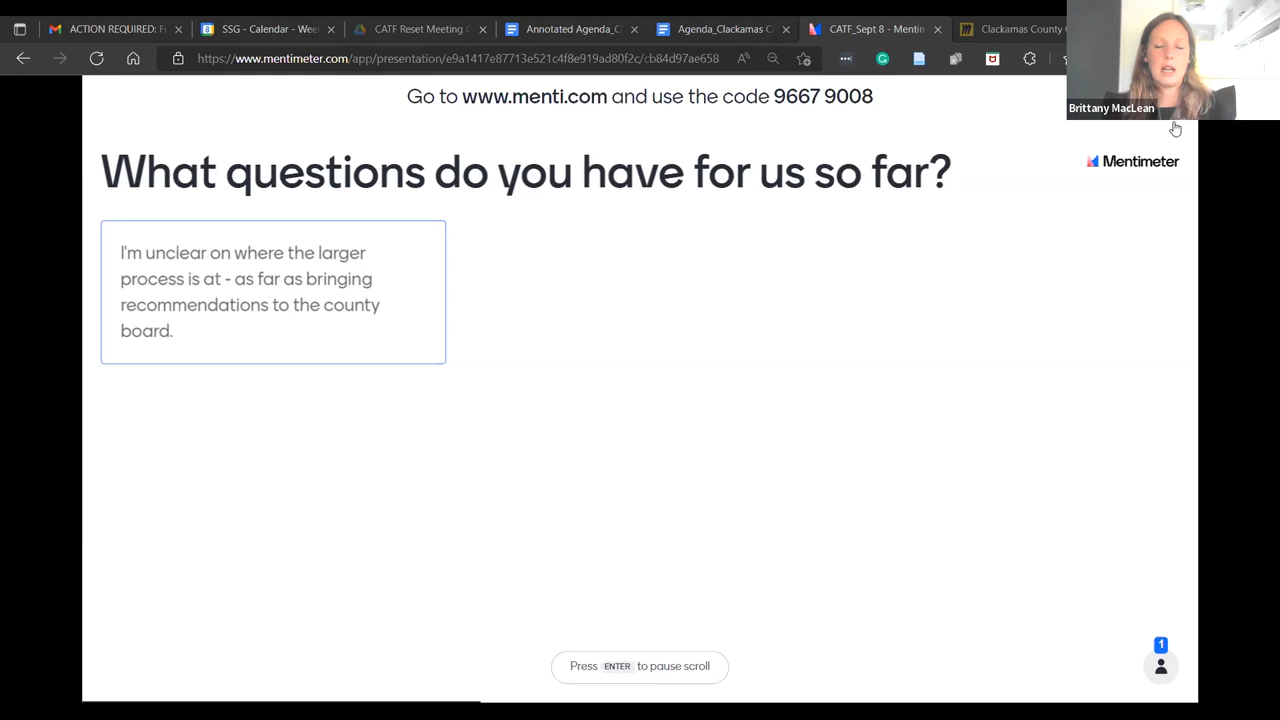 ACTION REQUIRED: Fi
SSG - Calendar - Week
CATF Reset Meeting
Annotated Agenda_C
Agenda_Clackamas C
CATF_Sept 8 - Mentim
Clackamas County
https://www.mentimeter.com/app/presentation/e9a1417e87713e521c4f8e919ad80f2c/cb84d97ae658
Brittany MacLean
Go to www.menti.com and use the code 9667 9008
Mentimeter
What questions do you have for us so far?
I'm unclear on where the larger
process is at - as far as bringing
recommendations to the county
board.
Press ENTER to pause scroll
1